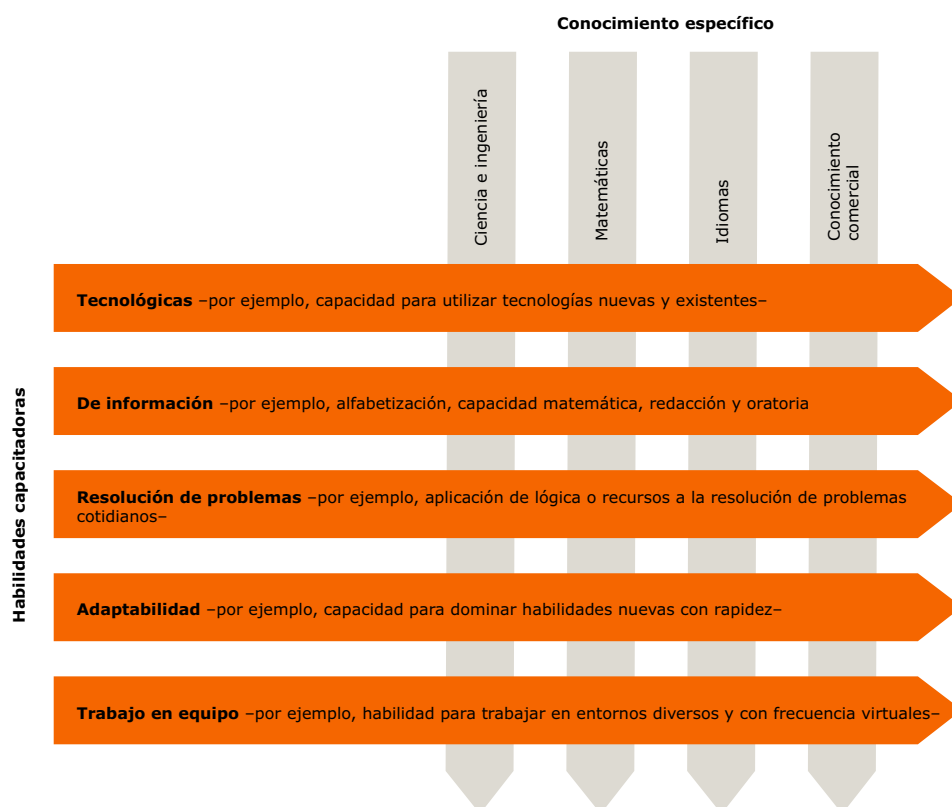 Conocimiento específico
Ciencia e ingeniería
Matemáticas
Idiomas
Conocimiento
comercial
Habilidades capacitadoras
Tecnológicas –por ejemplo, capacidad para utilizar tecnologías nuevas y existentes–
De información –por ejemplo, alfabetización, capacidad matemática, redacción y oratoria
Resolución de problemas –por ejemplo, aplicación de lógica o recursos a la resolución de problemas
cotidianos–
Adaptabilidad –por ejemplo, capacidad para dominar habilidades nuevas con rapidez–
Trabajo en equipo –por ejemplo, habilidad para trabajar en entornos diversos y con frecuencia virtuales–